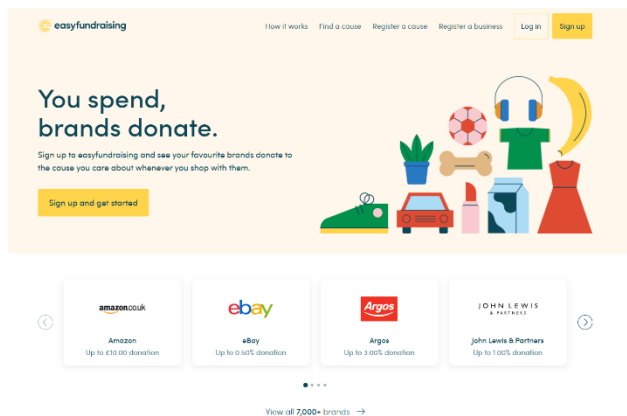 easyfundraising
How it works Find a cause Register a cause Register a business Log in Sign up
You spend,
brands donate.
Sign up to easyfundraising and see your favourite brands donate to
the cause you care about whenever you shop with them.
Sign up and get started
amazon.co.uk
ebay
Argos
JOHN LEWIS
& PARTNERS
Amazon
Up to £10.00 donation
eBay
Up to 0.50% donation
Argos
Up to 3.00% donation
John Lewis & Partners
Up to 1.00% donation
View all 7,000+ brands →